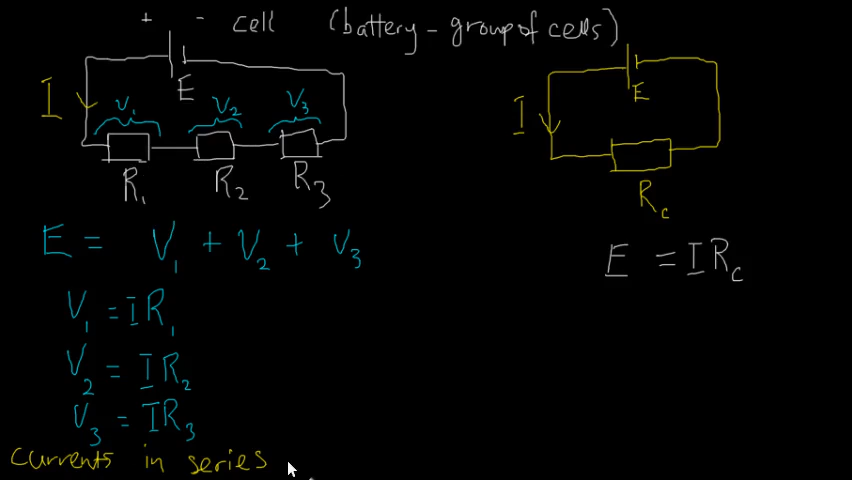 + - cell (battery - group of cells)
E
I
V₁ V₂ V₃
R₁ R₂ R₃
E = V₁ + V₂ + V₃
V₁ = IR₁
V₂ = IR₂
V₃ = IR₃
currents in series
E
I
Rc
E = IRc